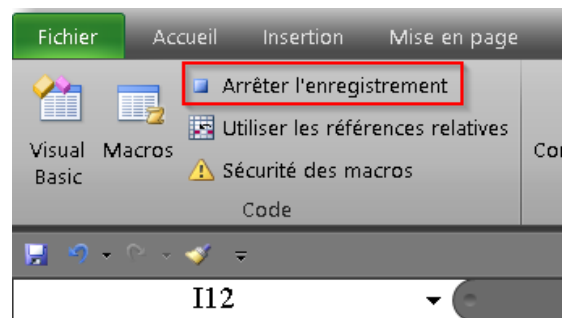 Fichier Accueil Insertion Mise en page
Arrêter l'enregistrement
Utiliser les références relatives
Visual Basic
Macros
Sécurité des macros
Code
I12